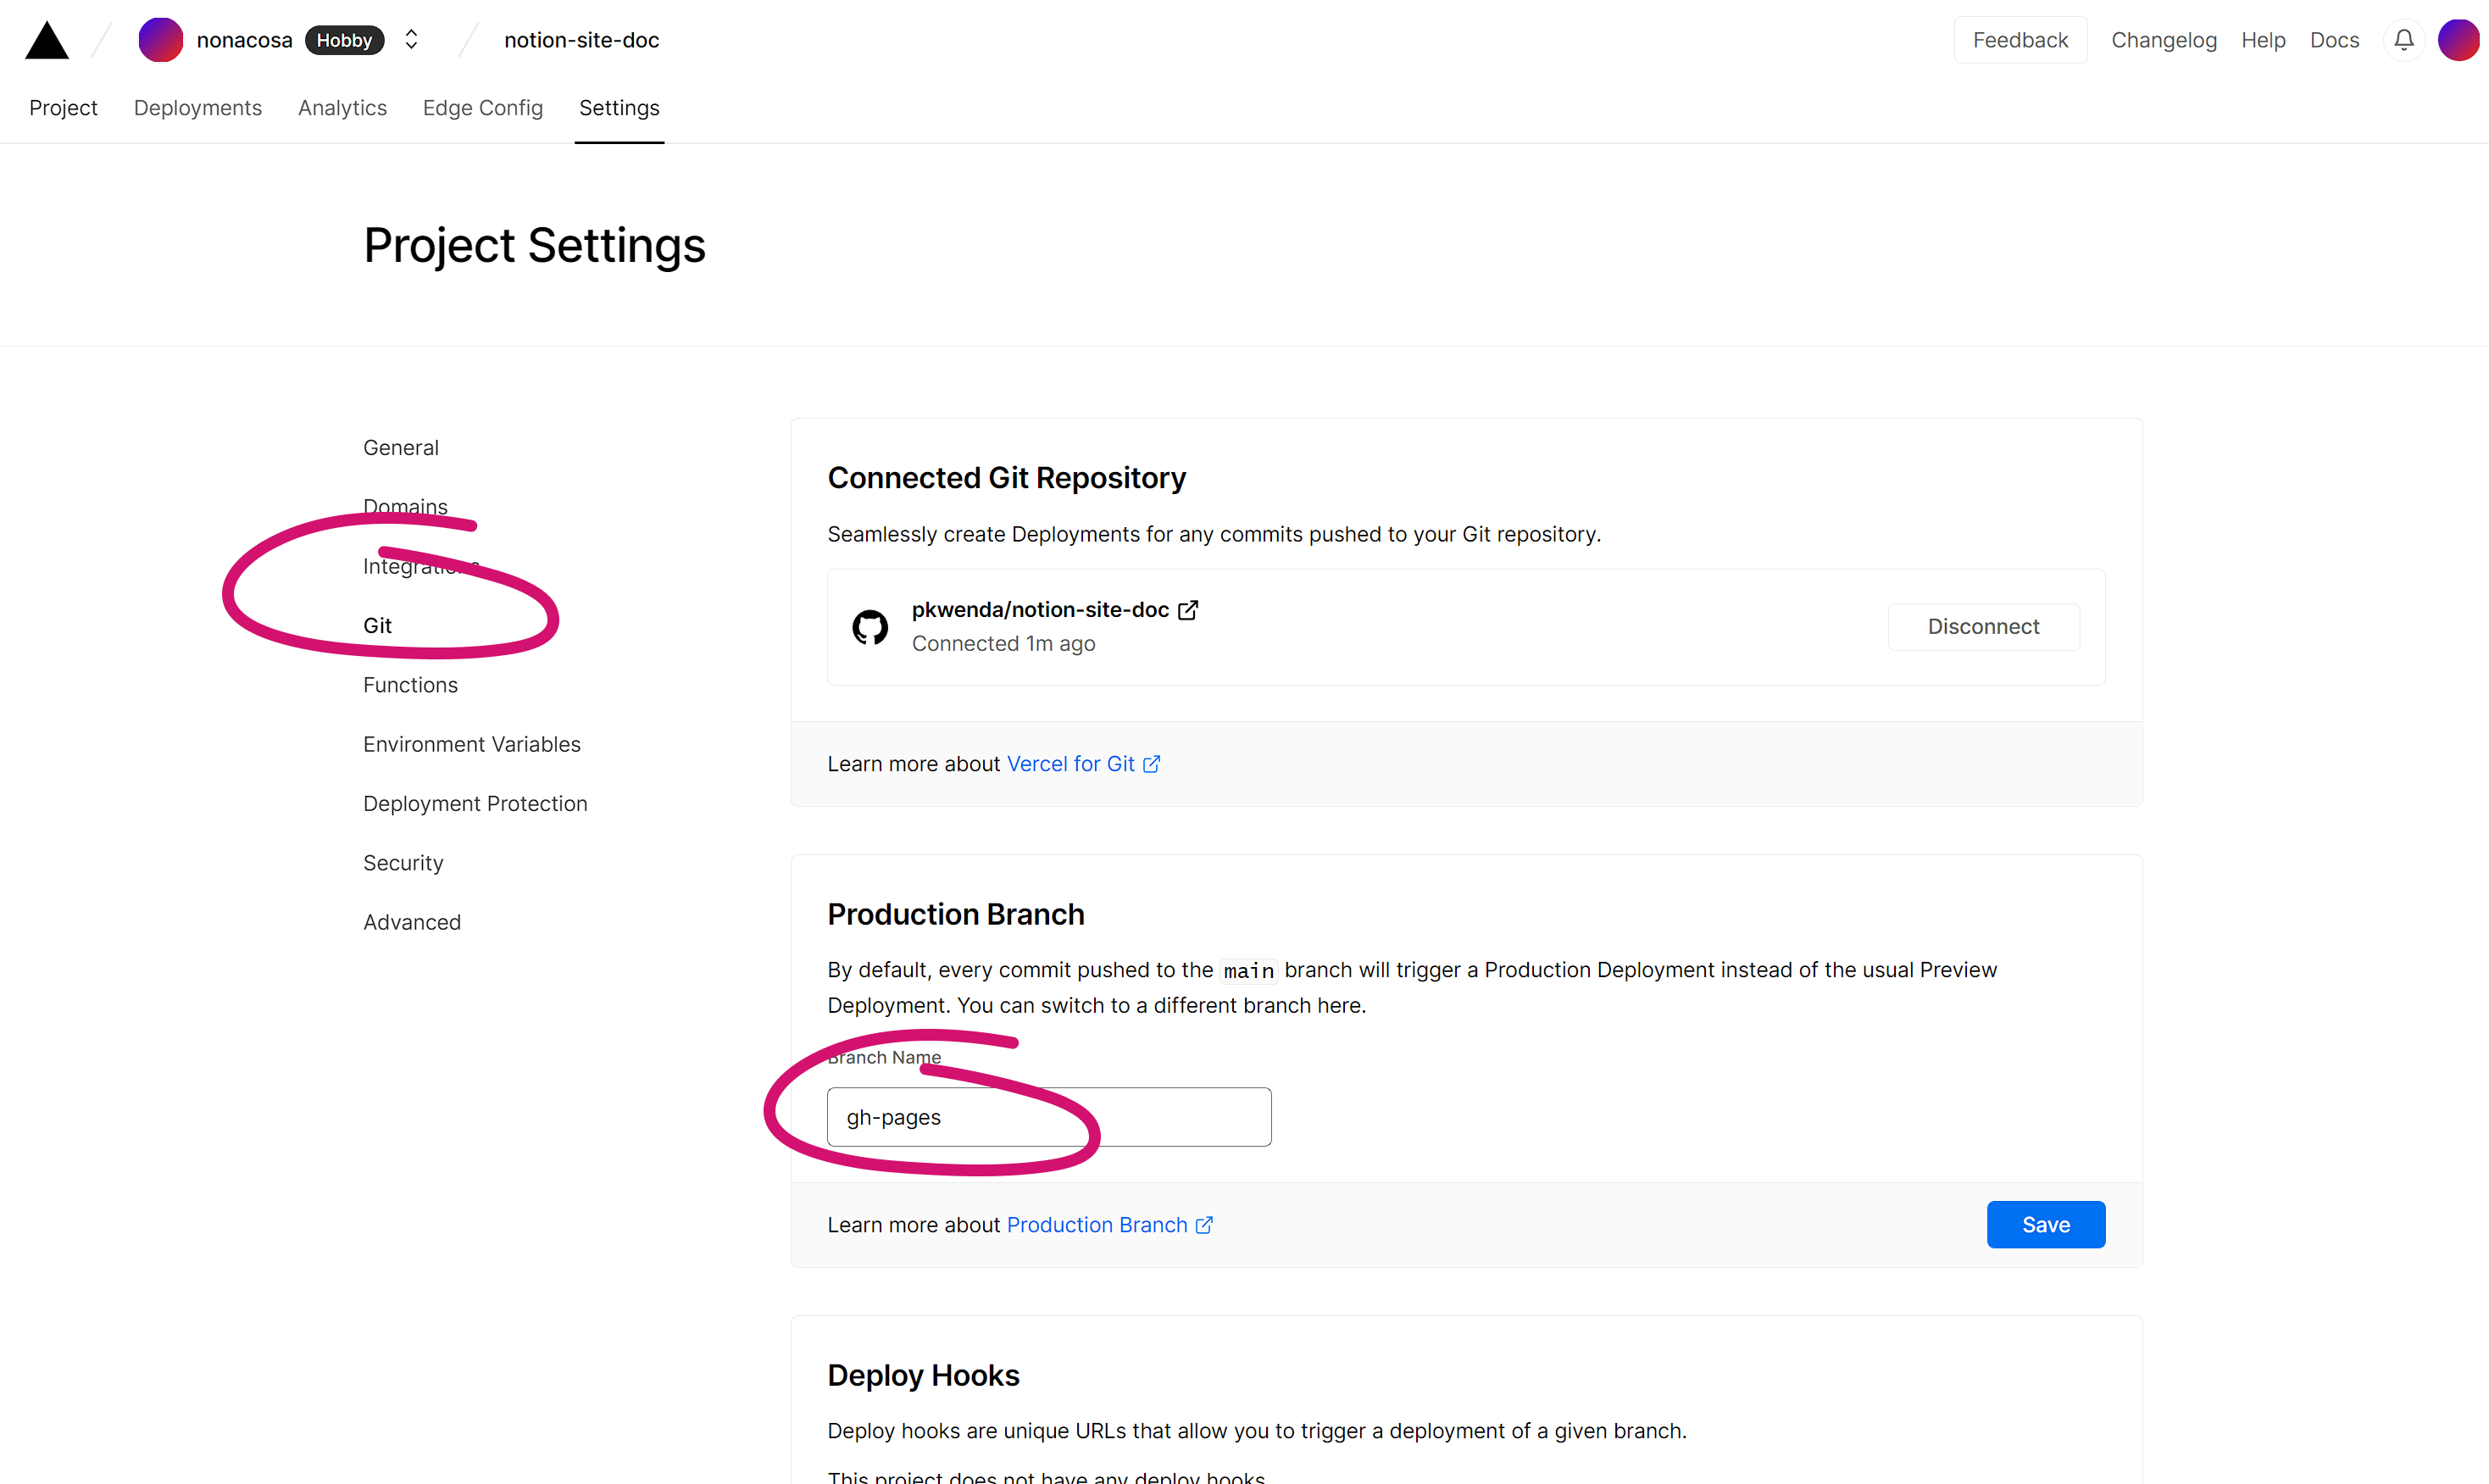 nonacosa Hobby notion-site-doc Feedback Changelog Help Docs
Project Deployments Analytics Edge Config Settings
Project Settings
General
Domains
Integrations
Git
Functions
Environment Variables
Deployment Protection
Security
Advanced
Connected Git Repository
Seamlessly create Deployments for any commits pushed to your Git repository.
pkwenda/notion-site-doc
Connected 1m ago
Disconnect
Learn more about Vercel for Git
Production Branch
By default, every commit pushed to the main branch will trigger a Production Deployment instead of the usual Preview
Deployment. You can switch to a different branch here.
Branch Name
gh-pages
Learn more about Production Branch
Save
Deploy Hooks
Deploy hooks are unique URLs that allow you to trigger a deployment of a given branch.
This project does not have any deploy hooks